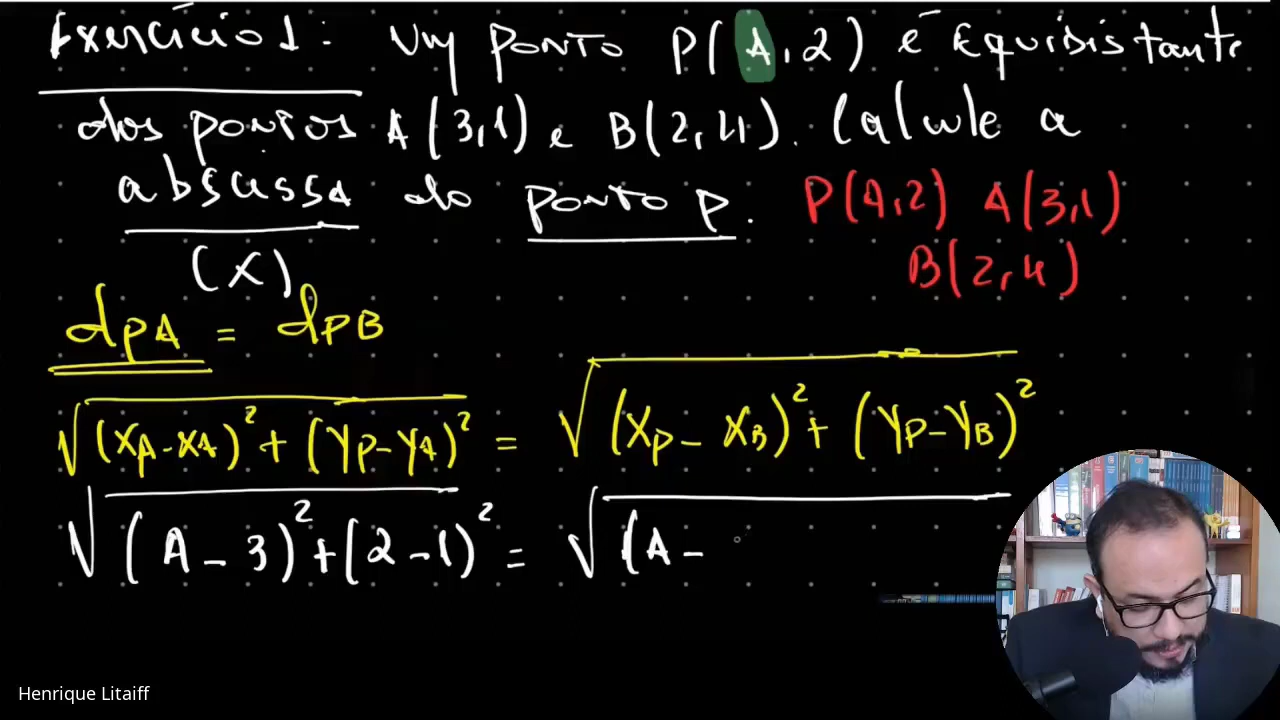 Exercício 1: Um ponto P(A,2) é Equidistante
dos pontos A(3,1) e B(2,4). Calcule a
abscissa do ponto P.
(X)
P(A,2) A(3,1)
B(2,4)
dPA = dPB
√(XA-XA)²+(YP-YA)² = √(XP-XB)²+(YP-YB)²
√(A-3)²+(2-1)² = √(A-
Henrique Litaiff